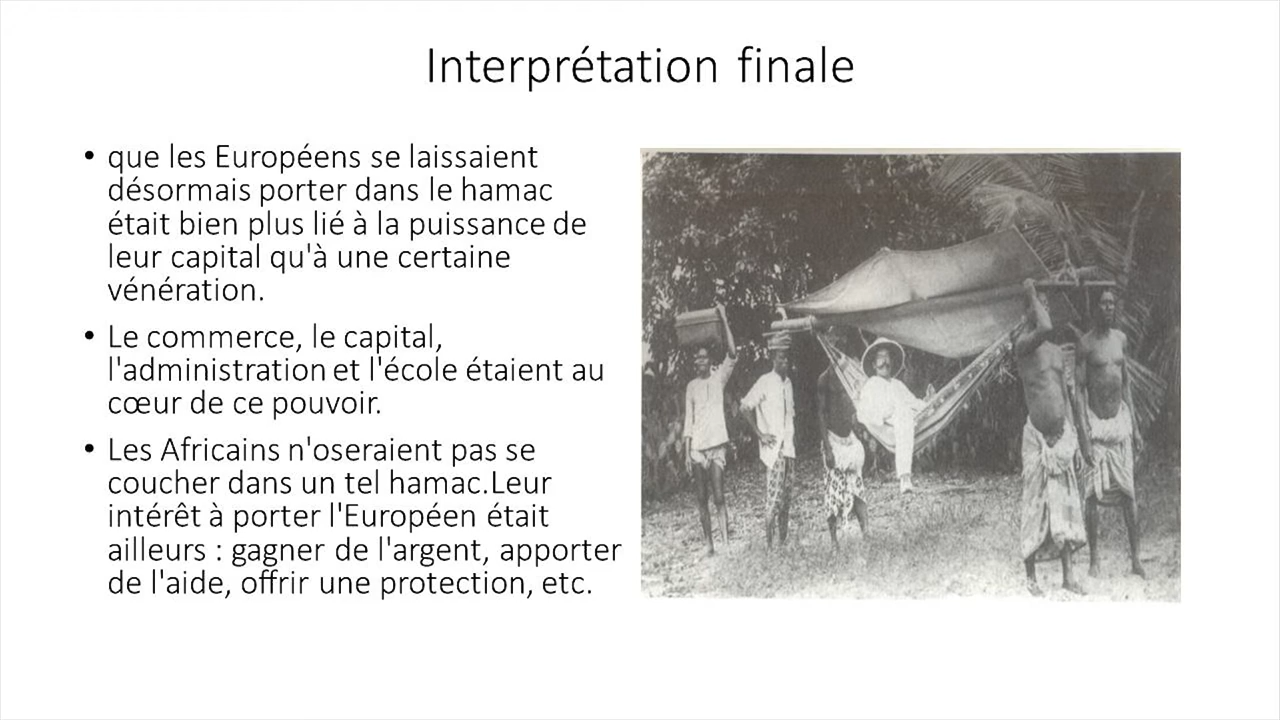 Interprétation finale
• que les Européens se laissaient
désormais porter dans le hamac
était bien plus lié à la puissance de
leur capital qu'à une certaine
vénération.
• Le commerce, le capital,
l'administration et l'école étaient au
cœur de ce pouvoir.
• Les Africains n'oseraient pas se
coucher dans un tel hamac.Leur
intérêt à porter l'Européen était
ailleurs : gagner de l'argent, apporter
de l'aide, offrir une protection, etc.